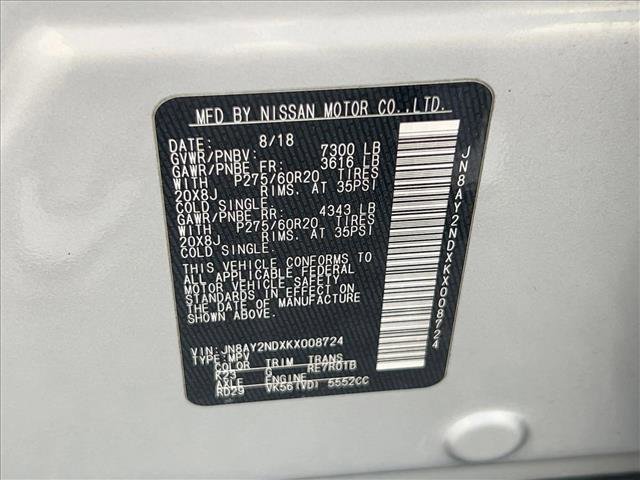 MFD BY NISSAN MOTOR CO.,LTD.
DATE: 8/18
GVWR/PNBV: 7300 LB
GAWR/PNBE FR: 3616 LB
WITH P275/60R20 TIRES
20X8J RIMS. AT 35PSI
COLD SINGLE.
GAWR/PNBE RR: 4343 LB
WITH P275/60R20 TIRES
20X8J RIMS. AT 35PSI
COLD SINGLE.
THIS VEHICLE CONFORMS TO
ALL APPLICABLE FEDERAL
MOTOR VEHICLE SAFETY
STANDARDS IN EFFECT ON
THE DATE OF MANUFACTURE
SHOWN ABOVE.
VIN: JN8AY2NDXKX008724
TYPE: MPV
COLOR TRIM TRANS
K23 G RE7R01B
AXLE ENGINE
RD29 VK56(VD) 5552CC
JN8AY2NDXKX008724